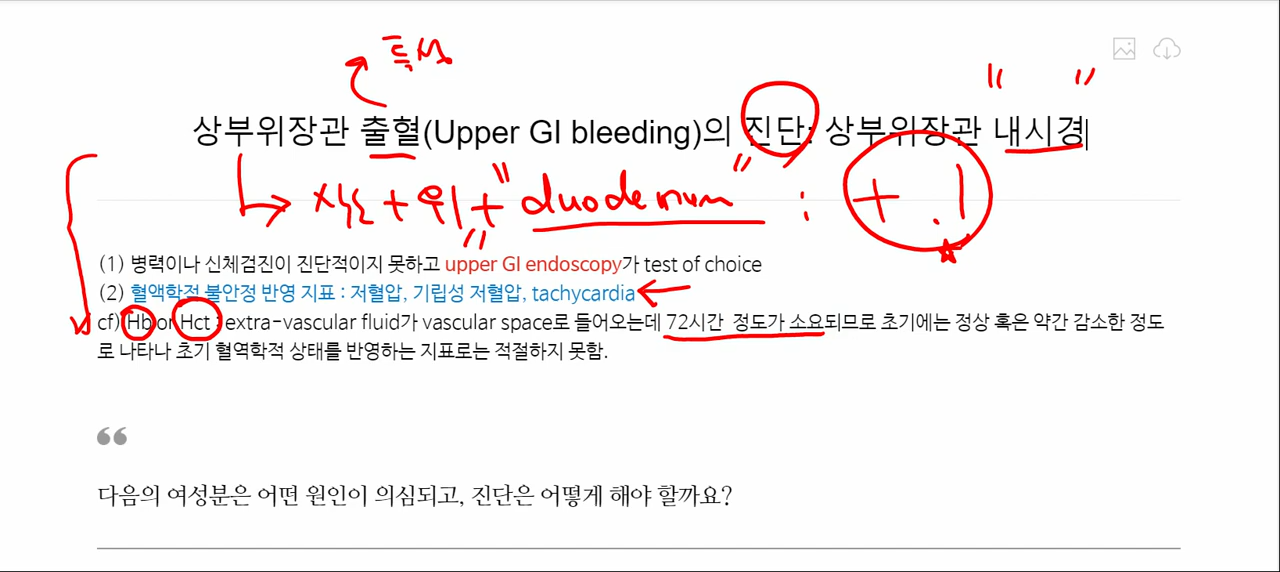 특성
상부위장관 출혈(Upper GI bleeding)의 진단: 상부위장관 내시경
식도 + 위 + "duodenum" : +
(1) 병력이나 신체검진이 진단적이지 못하고 upper GI endoscopy가 test of choice
(2) 혈액학적 불안정 반영 지표 : 저혈압, 기립성 저혈압, tachycardia
cf) Hb or Hct : extra-vascular fluid가 vascular space로 들어오는데 72시간 정도가 소요되므로 초기에는 정상 혹은 약간 감소한 정도
로 나타나 초기 혈역학적 상태를 반영하는 지표로는 적절하지 못함.
다음의 여성분은 어떤 원인이 의심되고, 진단은 어떻게 해야 할까요?